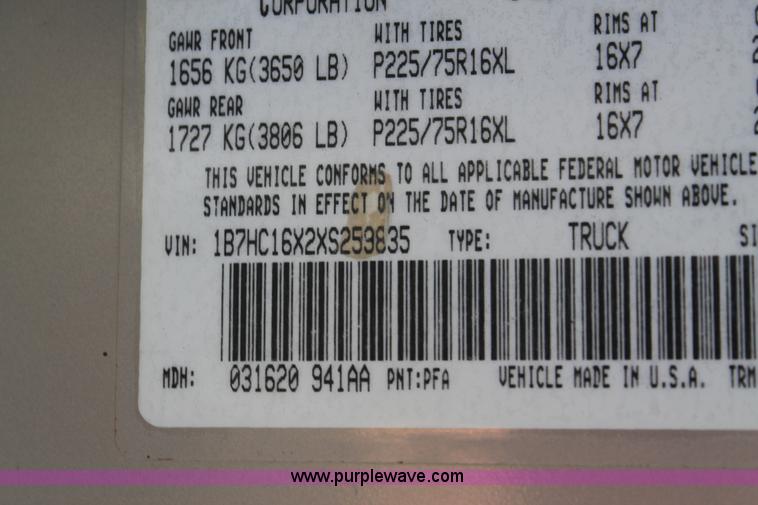 CORPORATION
GAWR FRONT WITH TIRES RIMS AT
1656 KG(3650 LB) P225/75R16XL 16X7
GAWR REAR WITH TIRES RIMS AT
1727 KG(3806 LB) P225/75R16XL 16X7
THIS VEHICLE CONFORMS TO ALL APPLICABLE FEDERAL MOTOR VEHICLE
STANDARDS IN EFFECT ON THE DATE OF MANUFACTURE SHOWN ABOVE.
VIN: 1B7HC16X2XS259835 TYPE: TRUCK SI
MDH: 031620 941AA PNT:PFA VEHICLE MADE IN U.S.A. TRM
www.purplewave.com